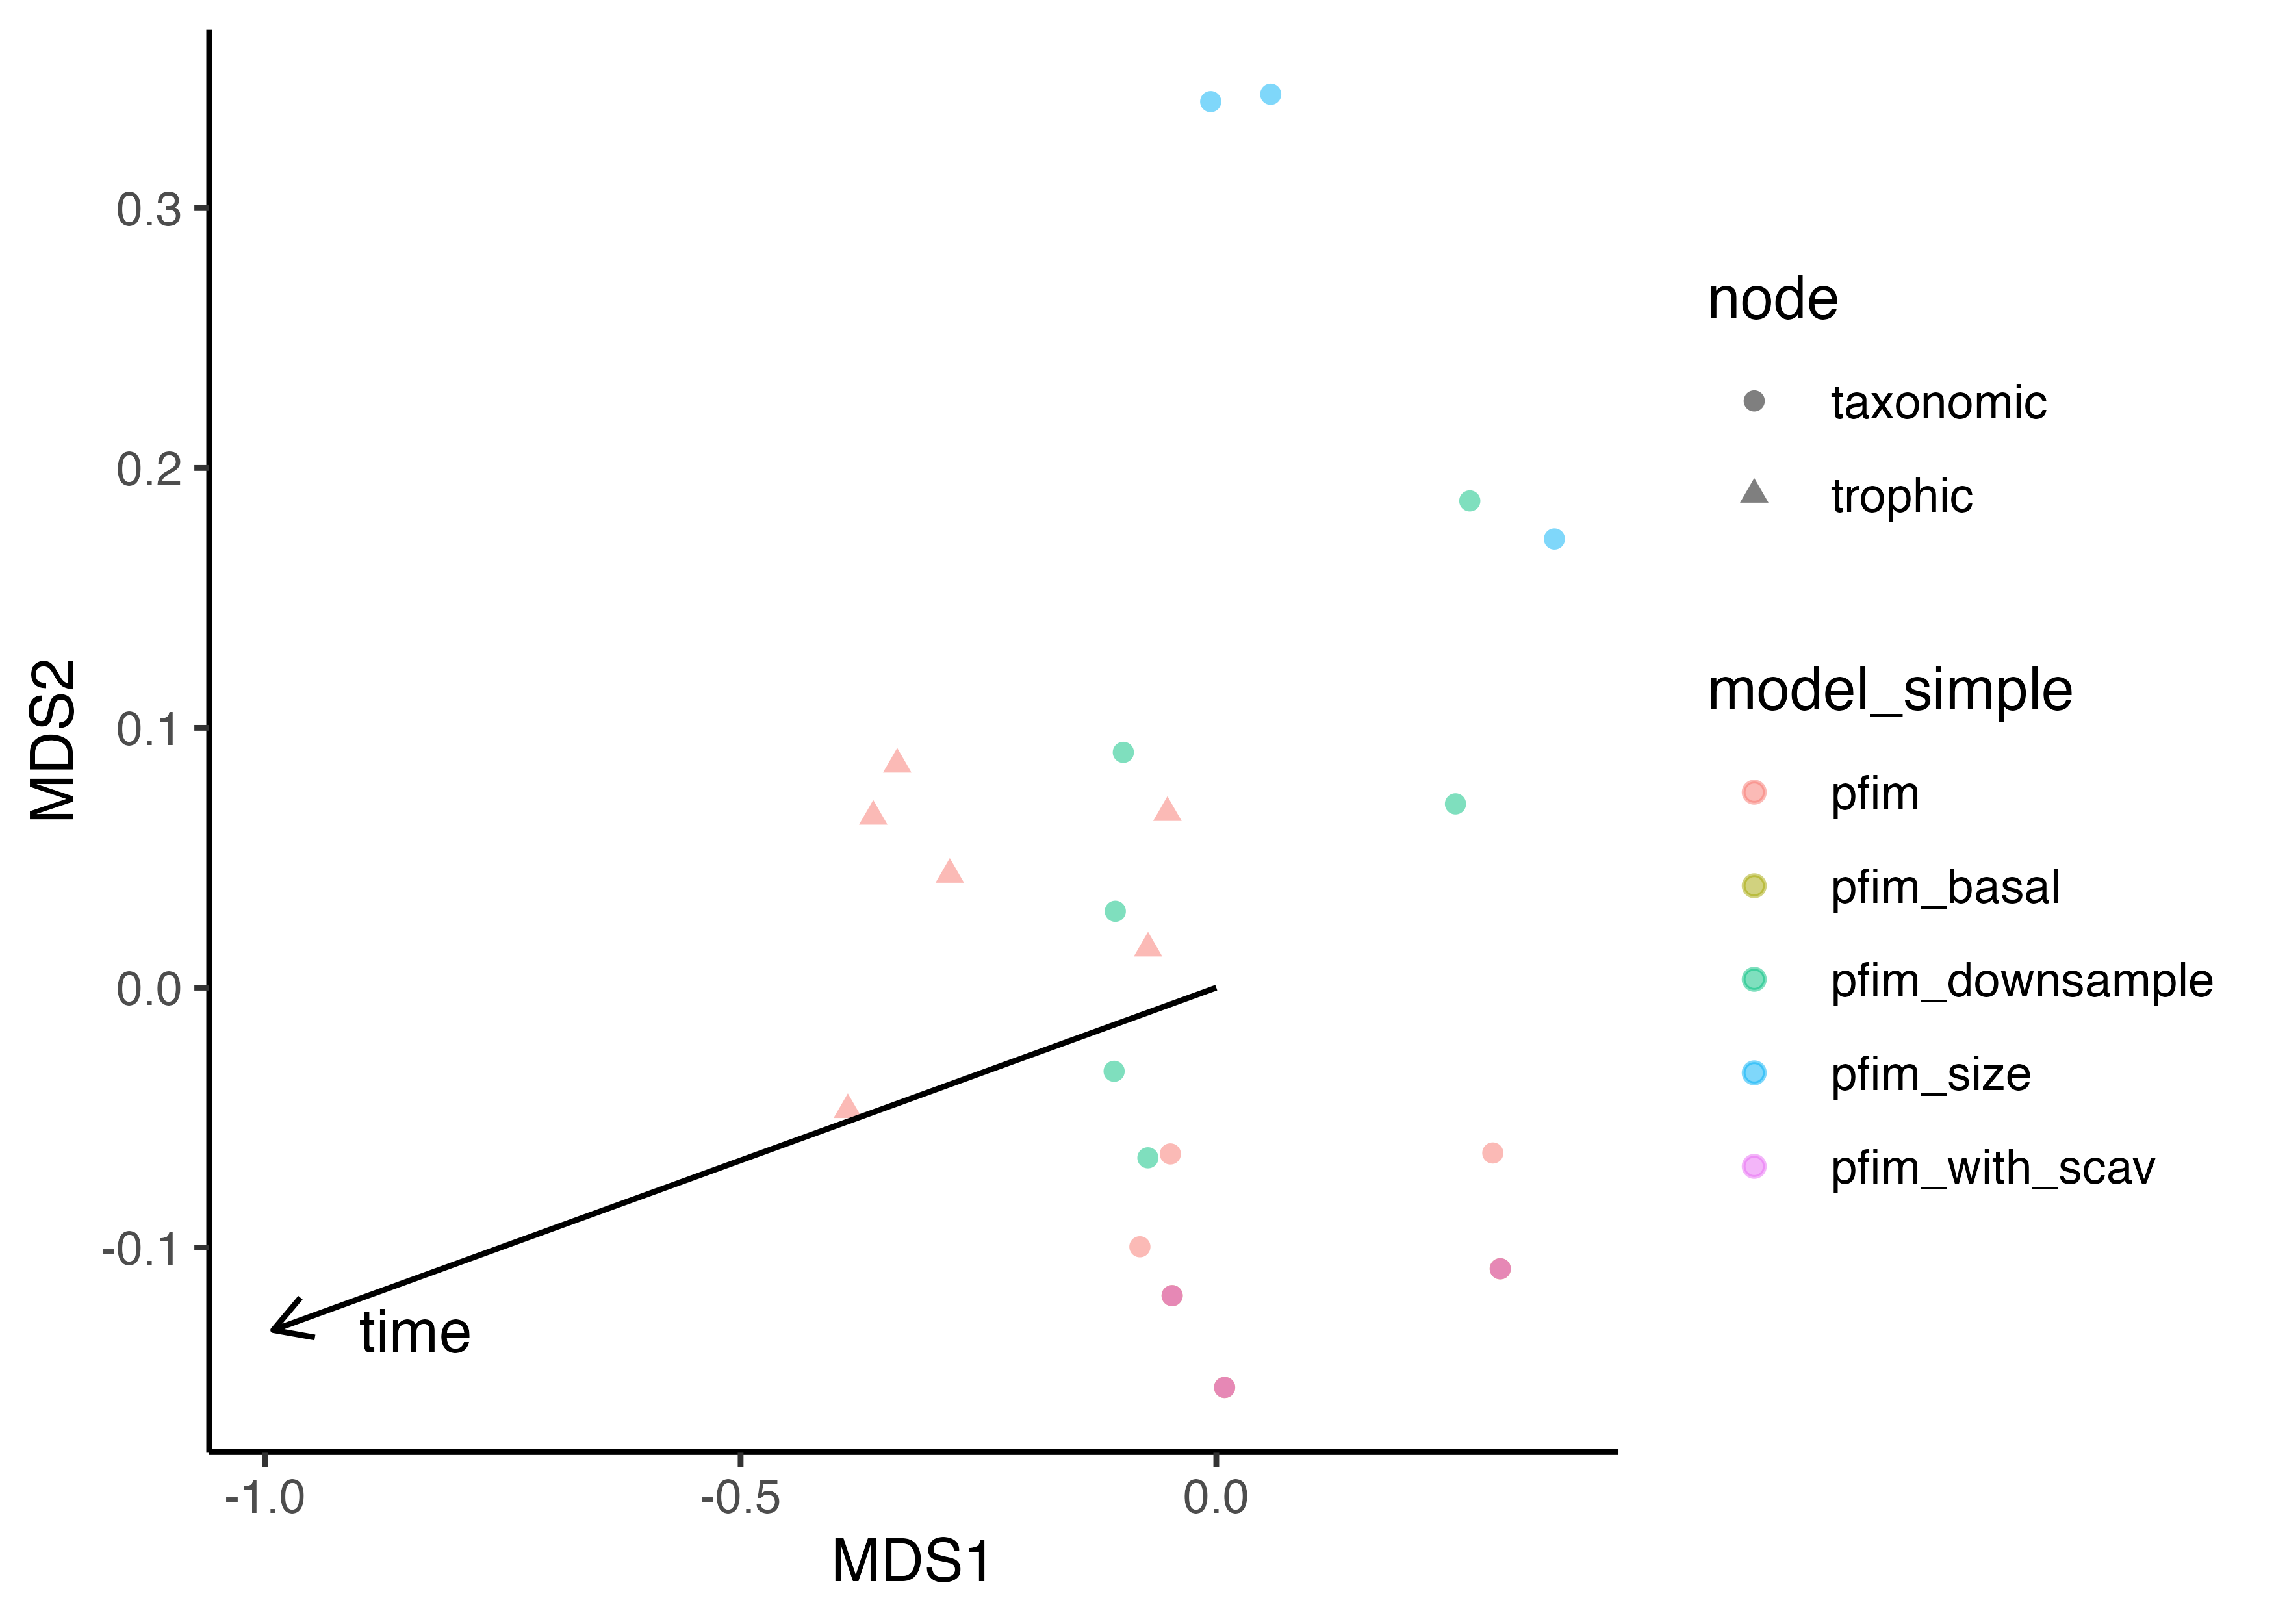 0.3
0.2
0.1
0.0
-0.1
MDS2
-1.0
-0.5
0.0
MDS1
time
node
taxonomic
trophic
model_simple
pfim
pfim_basal
pfim_downsample
pfim_size
pfim_with_scav